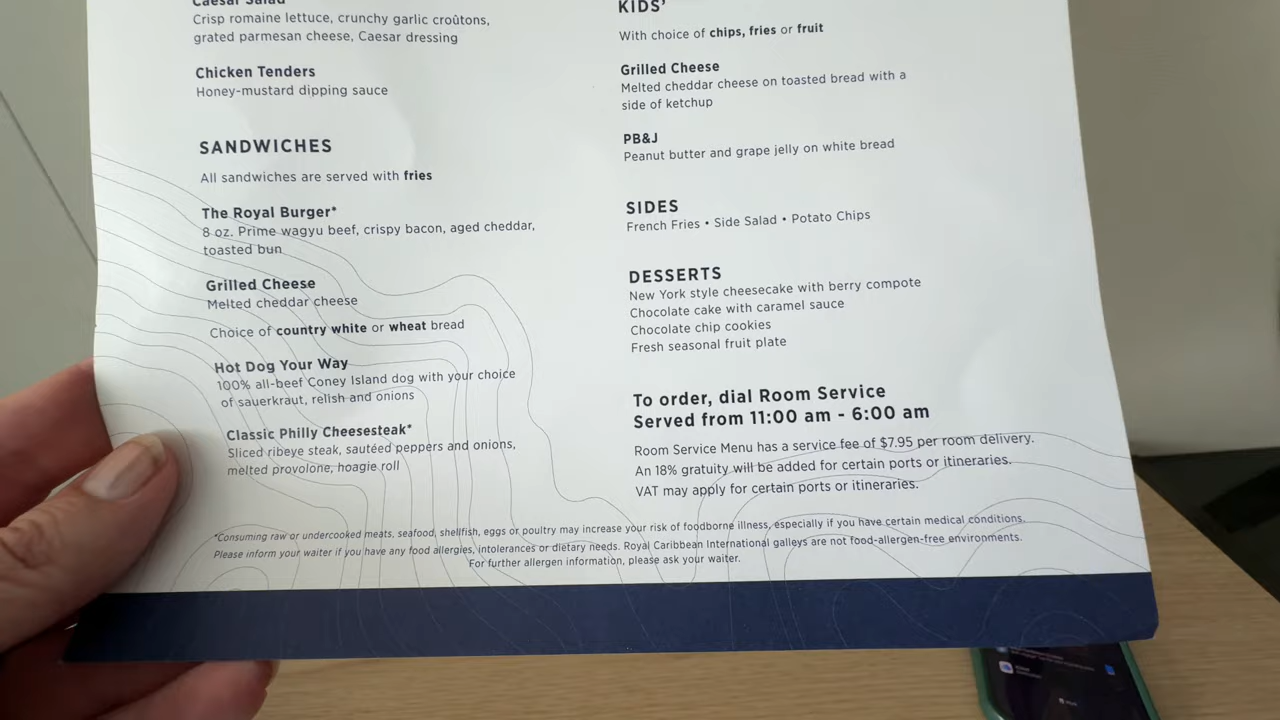 Caesar Salad
Crisp romaine lettuce, crunchy garlic croûtons,
grated parmesan cheese, Caesar dressing
Chicken Tenders
Honey-mustard dipping sauce
SANDWICHES
All sandwiches are served with fries
The Royal Burger*
8 oz. Prime wagyu beef, crispy bacon, aged cheddar,
toasted bun
Grilled Cheese
Melted cheddar cheese
Choice of country white or wheat bread
Hot Dog Your Way
100% all-beef Coney Island dog with your choice
of sauerkraut, relish and onions
Classic Philly Cheesesteak*
Sliced ribeye steak, sautéed peppers and onions,
melted provolone, hoagie roll
KIDS'
With choice of chips, fries or fruit
Grilled Cheese
Melted cheddar cheese on toasted bread with a
side of ketchup
PB&J
Peanut butter and grape jelly on white bread
SIDES
French Fries • Side Salad • Potato Chips
DESSERTS
New York style cheesecake with berry compote
Chocolate cake with caramel sauce
Chocolate chip cookies
Fresh seasonal fruit plate
To order, dial Room Service
Served from 11:00 am - 6:00 am
Room Service Menu has a service fee of $7.95 per room delivery.
An 18% gratuity will be added for certain ports or itineraries.
VAT may apply for certain ports or itineraries.
*Consuming raw or undercooked meats, seafood, shellfish, eggs or poultry may increase your risk of foodborne illness, especially if you have certain medical conditions.
Please inform your waiter if you have any food allergies, intolerances or dietary needs. Royal Caribbean International galleys are not food-allergen-free environments.
For further allergen information, please ask your waiter.